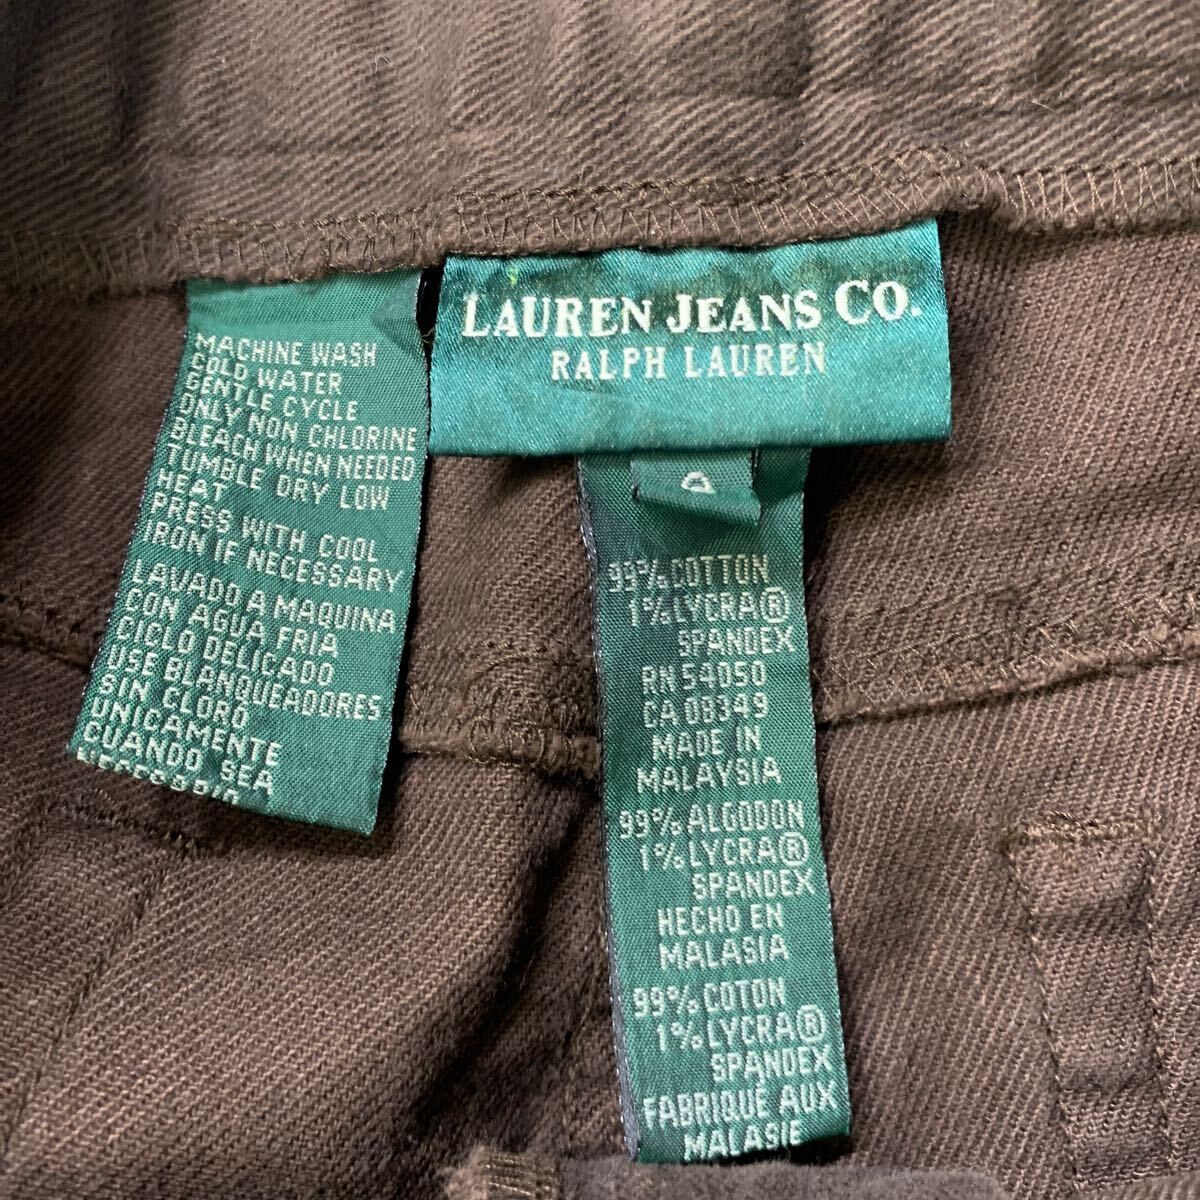 LAUREN JEANS CO.
RALPH LAUREN
MACHINE WASH
COLD WATER
GENTLE CYCLE
ONLY NON CHLORINE
BLEACH WHEN NEEDED
TUMBLE DRY LOW
HEAT
PRESS WITH COOL
IRON IF NECESSARY
LAVADO A MAQUINA
CON AGUA FRIA
CICLO DELICADO
USE BLANQUEADORES
SIN CLORO
UNICAMENTE
CUANDO SEA
99% COTTON
1% LYCRA®
SPANDEX
RN 54050
CA 08349
MADE IN
MALAYSIA
99% ALGODON
1% LYCRA®
SPANDEX
HECHO EN
MALASIA
99% COTON
1% LYCRA®
SPANDEX
FABRIQUÉ AUX
MALASIE